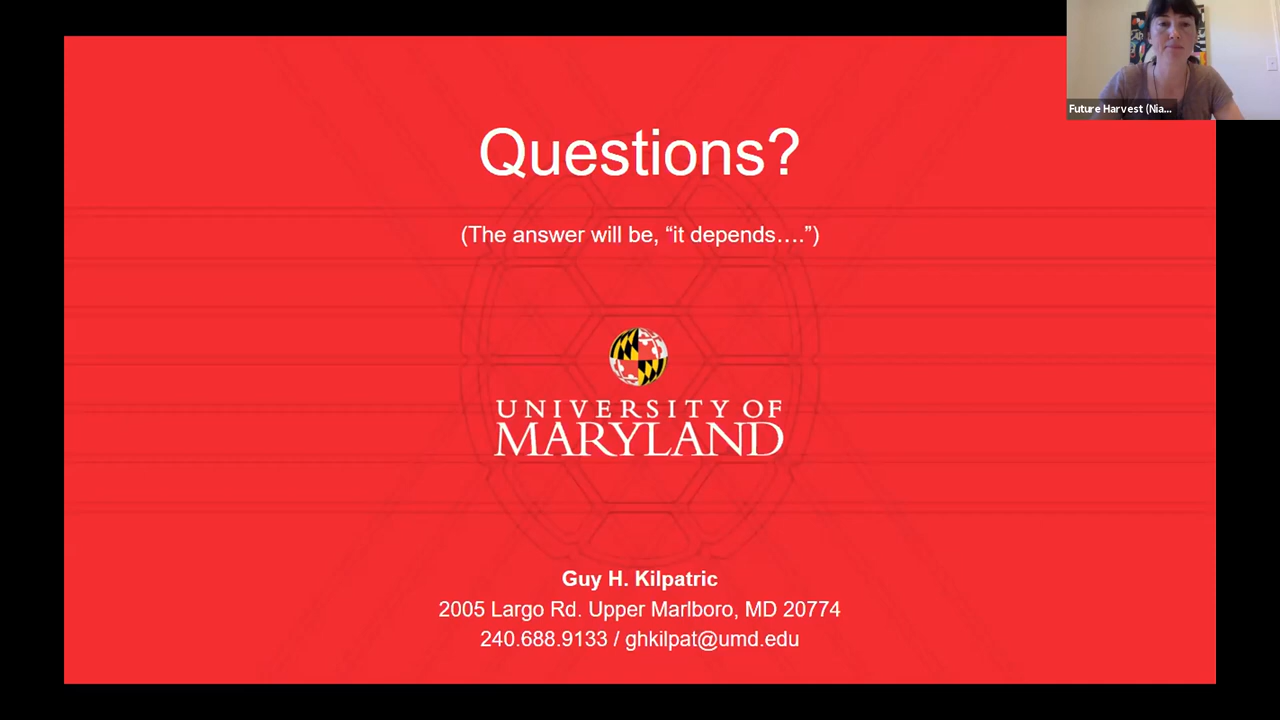 Future Harvest (Nia...
Questions?
(The answer will be, “it depends….”)
UNIVERSITY OF
MARYLAND
Guy H. Kilpatric
2005 Largo Rd. Upper Marlboro, MD 20774
240.688.9133 / ghkilpat@umd.edu